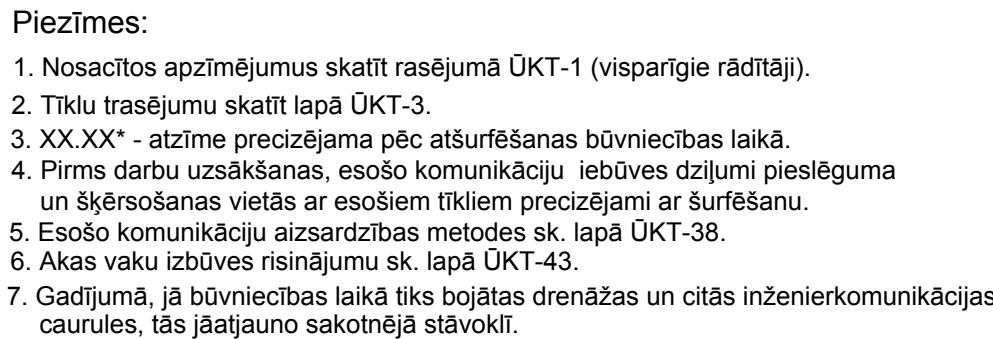 Piezīmes:
1. Nosacītos apzīmējumus skatīt rasējumā ŪKT-1 (visparīgie rādītāji).
2. Tīklu trasējumu skatīt lapā ŪKT-3.
3. XX.XX* - atzīme precizējama pēc atšurfēšanas būvniecības laikā.
4. Pirms darbu uzsākšanas, esošo komunikāciju  iebūves dziļumi pieslēguma
un šķērsošanas vietās ar esošiem tīkliem precizējami ar šurfēšanu.
5. Esošo komunikāciju aizsardzības metodes sk. lapā ŪKT-38.
6. Akas vaku izbūves risinājumu sk. lapā ŪKT-43.
7. Gadījumā, jā būvniecības laikā tiks bojātas drenāžas un citās inženierkomunikācijas
caurules, tās jāatjauno sakotnējā stāvoklī.